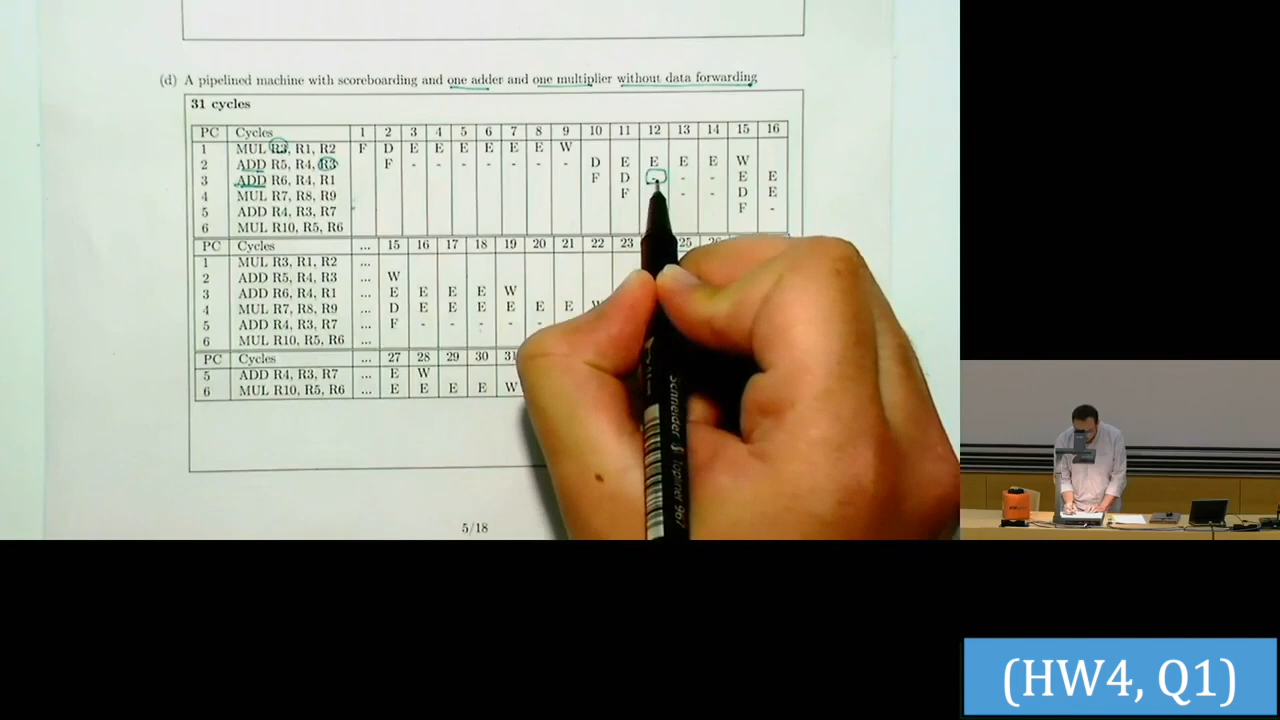 (d) A pipelined machine with scoreboarding and one adder and one multiplier without data forwarding
31 cycles
PC Cycles 1 2 3 4 5 6 7 8 9 10 11 12 13 14 15 16
1 MUL R3, R1, R2 F D E E E E E E W
2 ADD R5, R4, R3 F - - - - - - - D E E E E W
3 ADD R6, R4, R1 F D - - - E E
4 MUL R7, R8, R9 F - - D E
5 ADD R4, R3, R7 F -
6 MUL R10, R5, R6
PC Cycles ... 15 16 17 18 19 20 21 22 23 25
1 MUL R3, R1, R2 ...
2 ADD R5, R4, R3 ... W
3 ADD R6, R4, R1 ... E E E E W
4 MUL R7, R8, R9 ... D E E E E E E
5 ADD R4, R3, R7 ... F - - - -
6 MUL R10, R5, R6 ...
PC Cycles ... 27 28 29 30 31
5 ADD R4, R3, R7 ... E W
6 MUL R10, R5, R6 ... E E E E W
5/18
Schneider Topliner 967
(HW4, Q1)